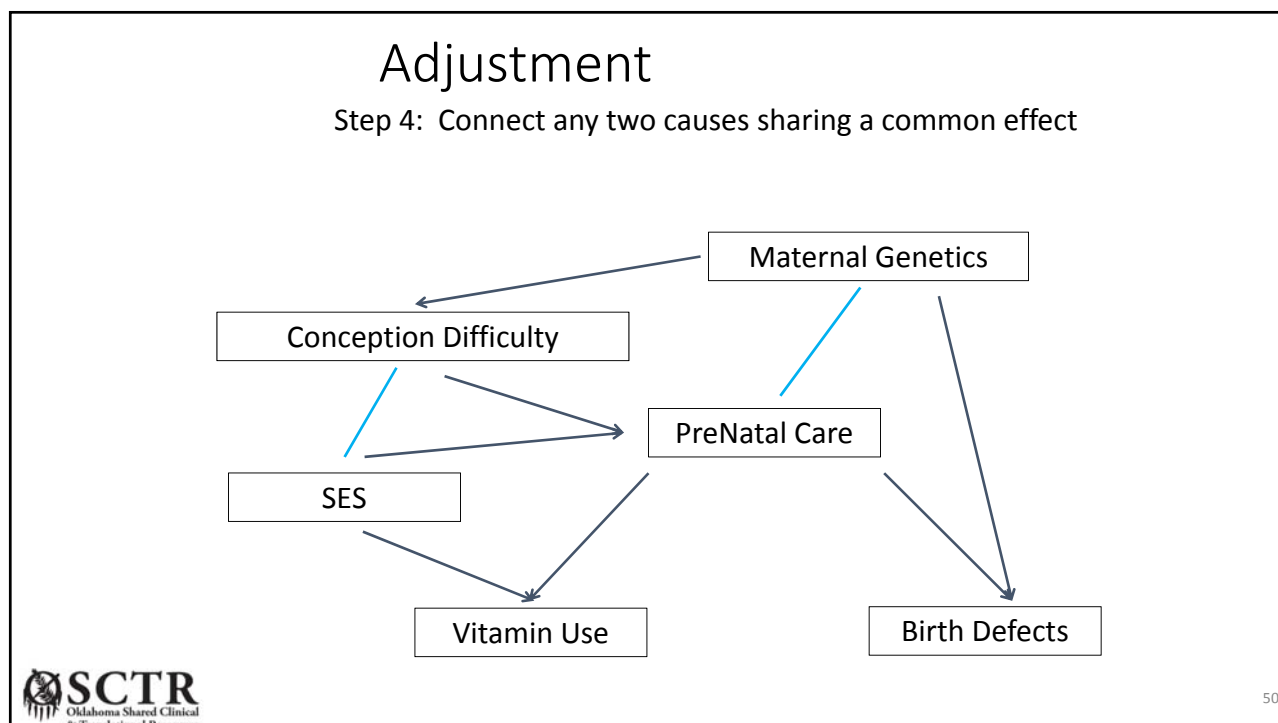 Adjustment
Step 4: Connect any two causes sharing a common effect
Maternal Genetics
Conception Difficulty
PreNatal Care
SES
Vitamin Use
Birth Defects
SCTR
Oklahoma Shared Clinical
50